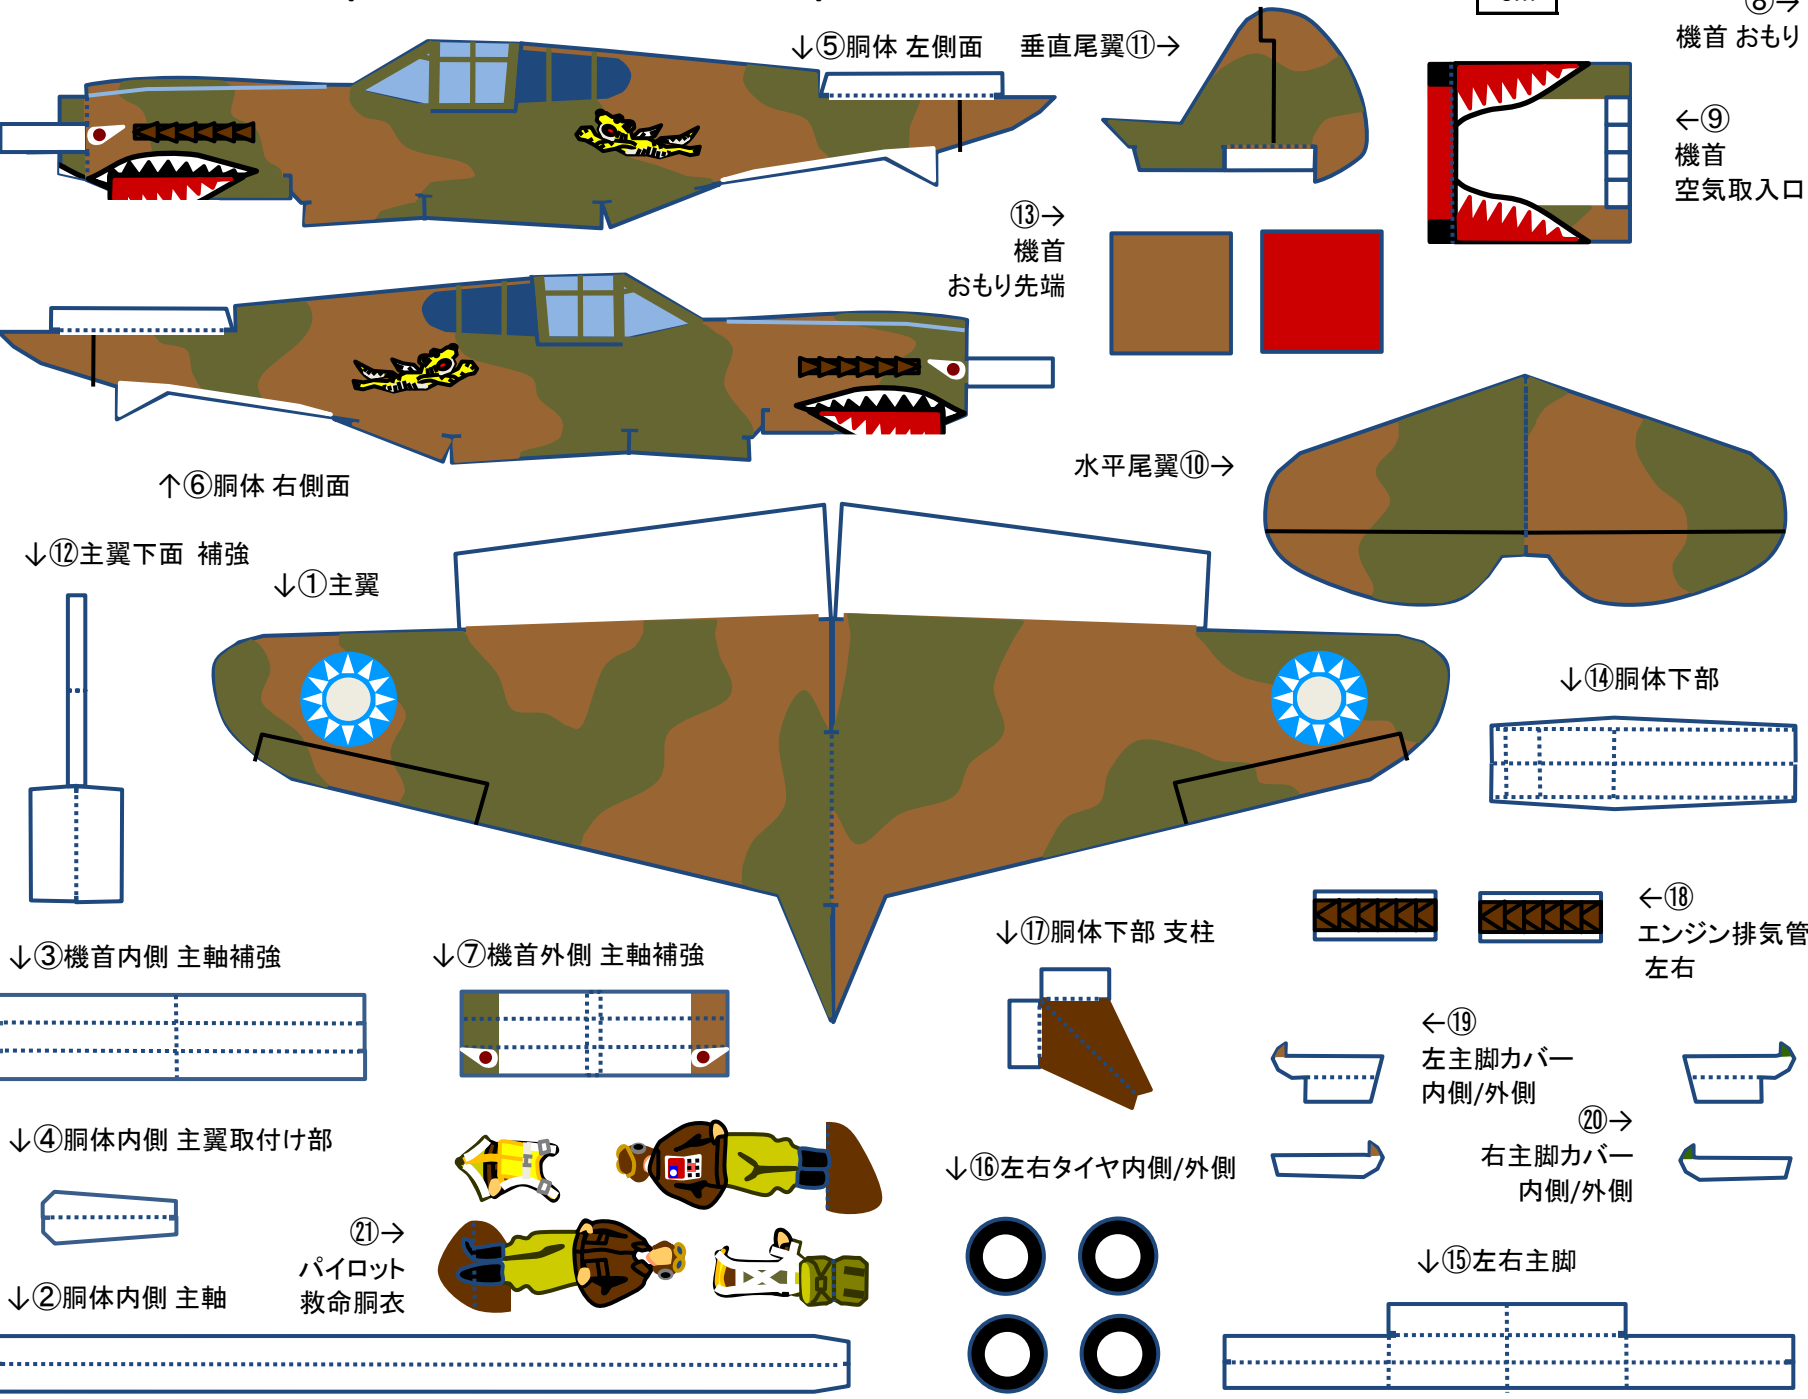 ⑧→
機首 おもり
↓⑤胴体 左側面
垂直尾翼⑪→
←⑨
機首
空気取入口
⑬→
機首
おもり先端
↑⑥胴体 右側面
水平尾翼⑩→
↓⑫主翼下面 補強
↓①主翼
↓⑭胴体下部
←⑱
エンジン排気管
左右
↓⑰胴体下部 支柱
↓③機首内側 主軸補強
↓⑦機首外側 主軸補強
←⑲
左主脚カバー
内側/外側
⑳→
右主脚カバー
内側/外側
↓④胴体内側 主翼取付け部
↓⑯左右タイヤ内側/外側
㉑→
パイロット
救命胴衣
↓②胴体内側 主軸
↓⑮左右主脚